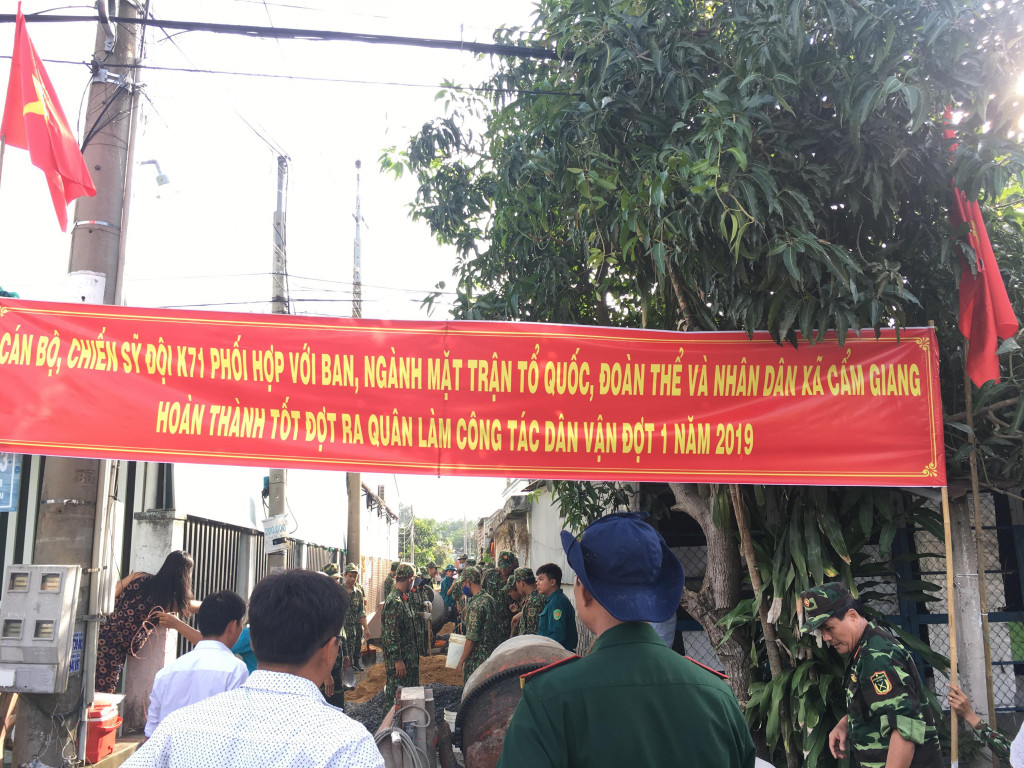 CÁN BỘ, CHIẾN SỸ ĐỘI K71 PHỐI HỢP VỚI BAN, NGÀNH MẶT TRẬN TỔ QUỐC, ĐOÀN THỂ VÀ NHÂN DÂN XÃ CẨM GIANG
HOÀN THÀNH TỐT ĐỢT RA QUÂN LÀM CÔNG TÁC DÂN VẬN ĐỢT 1 NĂM 2019